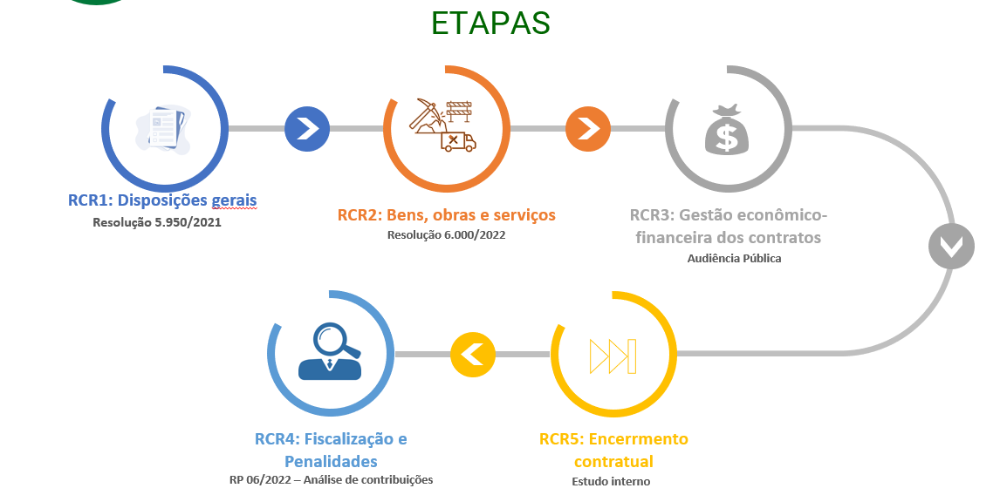 ETAPAS
RCR1: Disposições gerais
Resolução 5.950/2021
RCR2: Bens, obras e serviços
Resolução 6.000/2022
RCR3: Gestão econômico-
financeira dos contratos
Audiência Pública
RCR4: Fiscalização e
Penalidades
RP 06/2022 – Análise de contribuições
RCR5: Encerrmento
contratual
Estudo interno